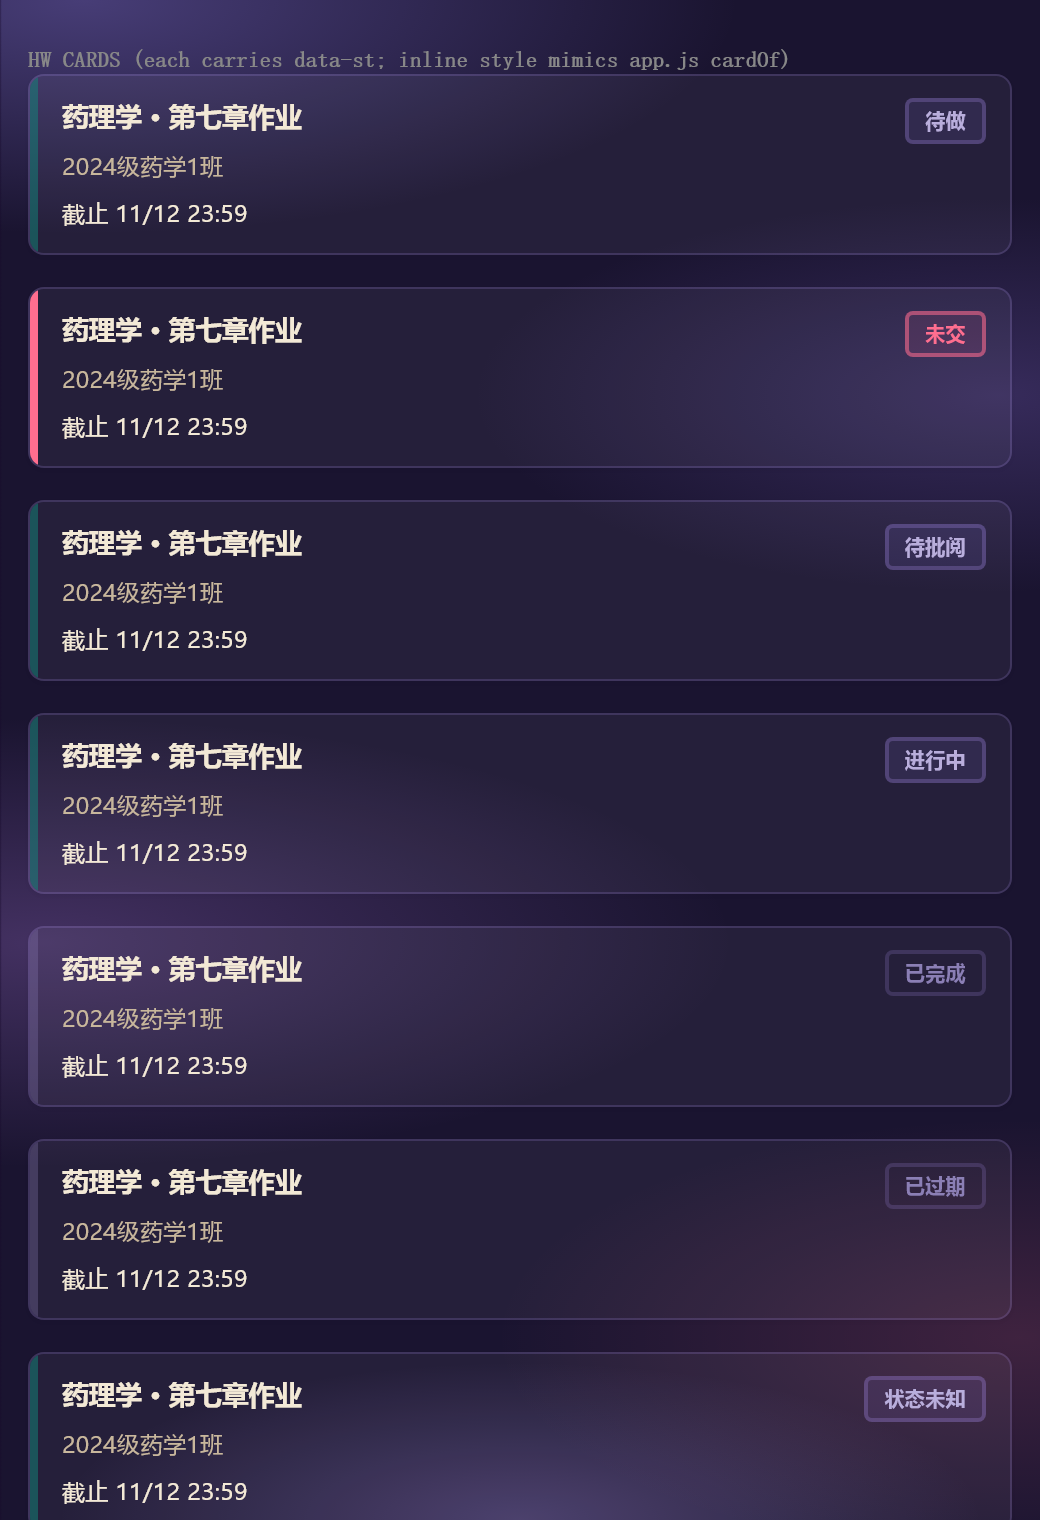 HW CARDS (each carries data-st; inline style mimics app.js cardOf)
药理学 • 第七章作业
待做
2024级药学1班
截止 11/12 23:59
药理学 • 第七章作业
未交
2024级药学1班
截止 11/12 23:59
药理学 • 第七章作业
待批阅
2024级药学1班
截止 11/12 23:59
药理学 • 第七章作业
进行中
2024级药学1班
截止 11/12 23:59
药理学 • 第七章作业
已完成
2024级药学1班
截止 11/12 23:59
药理学 • 第七章作业
已过期
2024级药学1班
截止 11/12 23:59
药理学 • 第七章作业
状态未知
2024级药学1班
截止 11/12 23:59